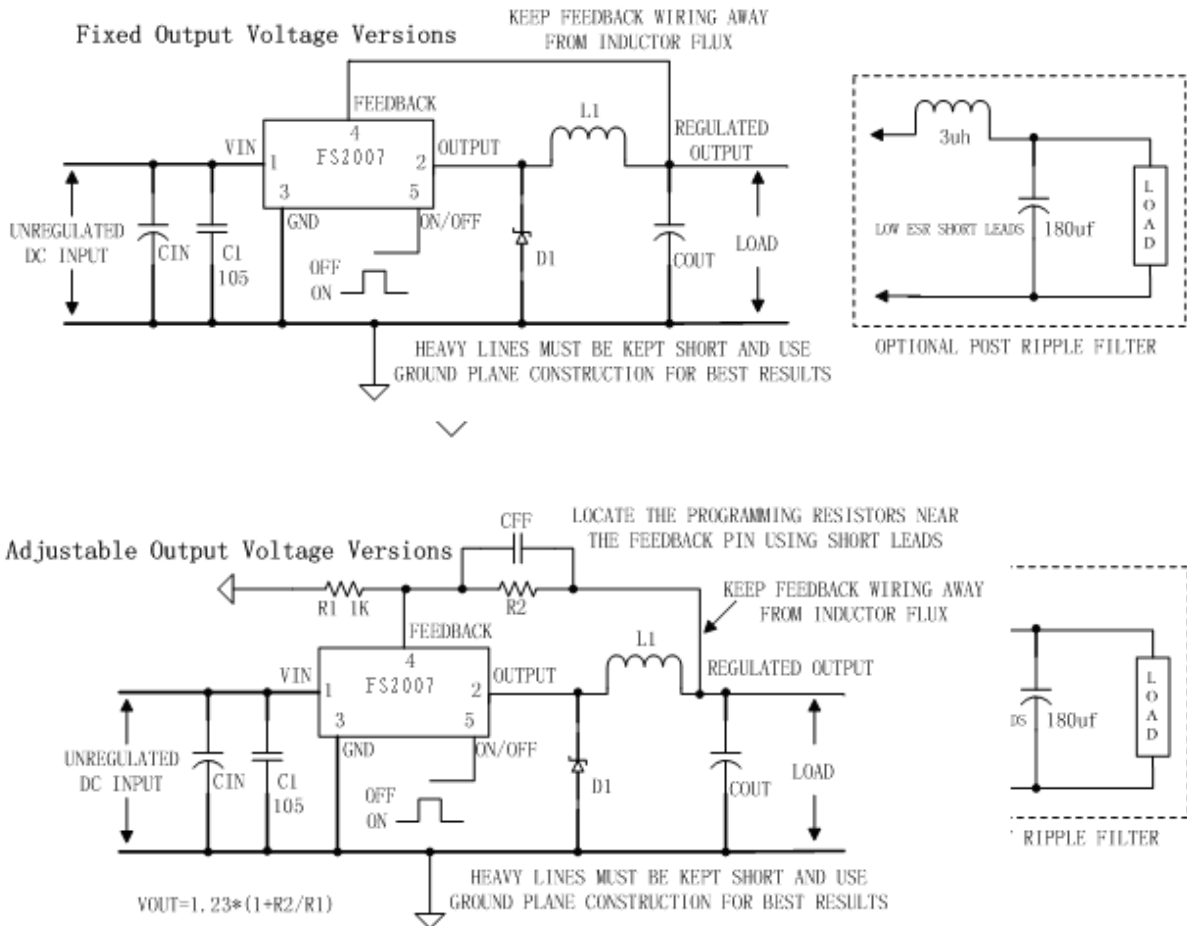 Fixed Output Voltage Versions
KEEP FEEDBACK WIRING AWAY
FROM INDUCTOR FLUX
FEEDBACK
4
FS2007
VIN
1
2
OUTPUT
3
5
GND
ON/OFF
L1
REGULATED
OUTPUT
UNREGULATED
DC INPUT
CIN
C1
105
OFF
ON
D1
COUT
LOAD
HEAVY LINES MUST BE KEPT SHORT AND USE
GROUND PLANE CONSTRUCTION FOR BEST RESULTS
3uh
LOW ESR SHORT LEADS
180uf
LOAD
OPTIONAL POST RIPPLE FILTER
Adjustable Output Voltage Versions
CFF
LOCATE THE PROGRAMMING RESISTORS NEAR
THE FEEDBACK PIN USING SHORT LEADS
R1 1K
R2
KEEP FEEDBACK WIRING AWAY
FROM INDUCTOR FLUX
FEEDBACK
4
FS2007
VIN
1
2
OUTPUT
3
5
GND
ON/OFF
L1
REGULATED OUTPUT
UNREGULATED
DC INPUT
CIN
C1
105
OFF
ON
D1
COUT
LOAD
HEAVY LINES MUST BE KEPT SHORT AND USE
GROUND PLANE CONSTRUCTION FOR BEST RESULTS
VOUT=1.23*(1+R2/R1)
DS
180uf
LOAD
RIPPLE FILTER